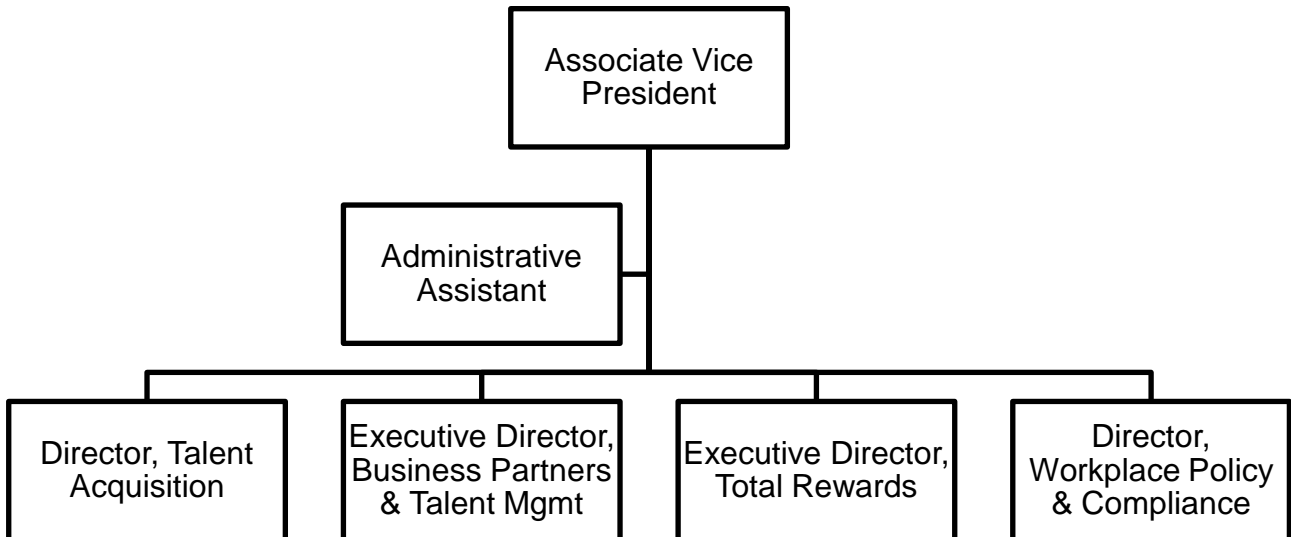 Associate Vice
President
Administrative
Assistant
Director, Talent
Acquisition
Executive Director,
Business Partners
& Talent Mgmt
Executive Director,
Total Rewards
Director,
Workplace Policy
& Compliance